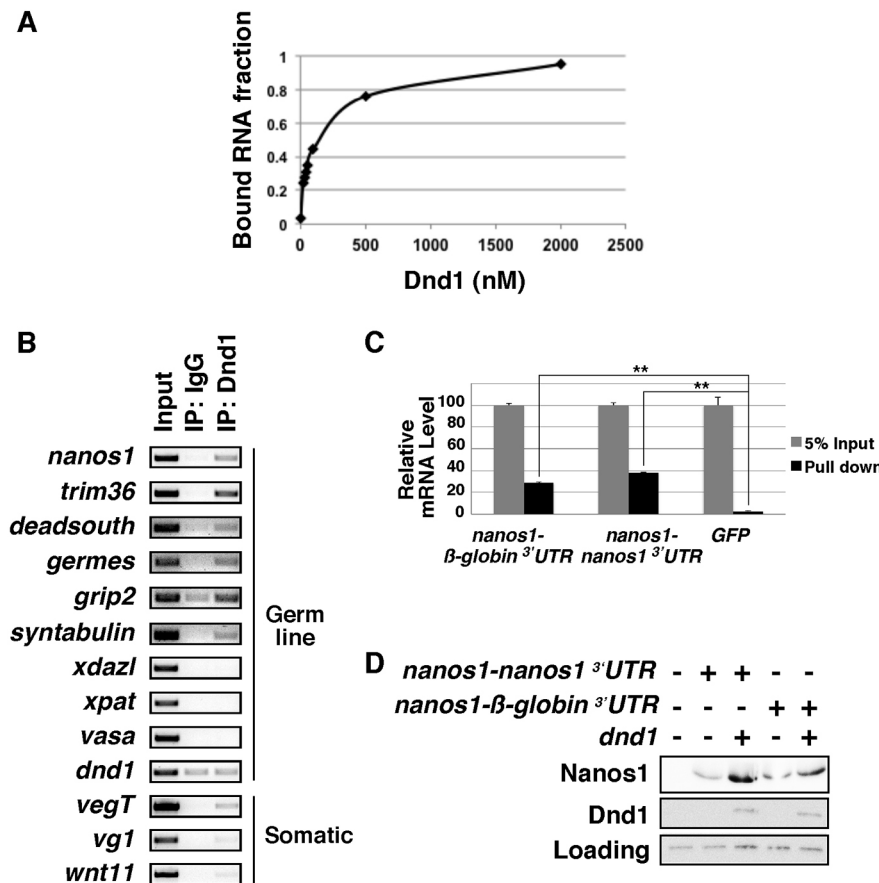 A
Bound RNA fraction
1
0.8
0.6
0.4
0.2
0
0 500 1000 1500 2000 2500
Dnd1 (nM)
B
Input
IP: IgG
IP: Dnd1
nanos1
trim36
deadsouth
germes
grip2
syntabulin
xdazl
xpat
vasa
dnd1
vegT
vg1
wnt11
Germ
line
Somatic
C
** 
**
Relative
mRNA Level
100
80
60
40
20
0
5% Input
Pull down
nanos1-
ß-globin 3'UTR
nanos1-
nanos1 3'UTR
GFP
D
nanos1-nanos1 3'UTR - + + - -
nanos1-ß-globin 3'UTR - - - + +
dnd1 - - + - +
Nanos1
Dnd1
Loading